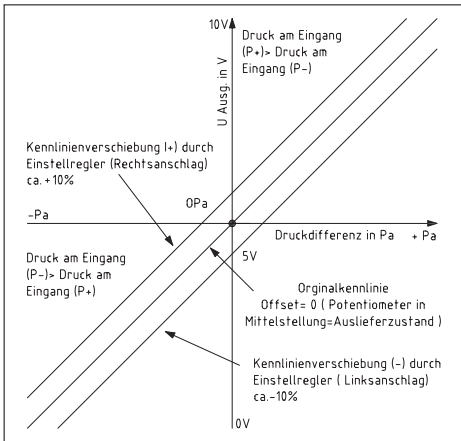 10V
U Ausg. in V
Druck am Eingang
(P+)> Druck am
Eingang (P-)
Kennlinienverschiebung I+) durch
Einstellregler (Rechtsanschlag)
ca.+10%
0Pa
-Pa
Druckdifferenz in Pa
+ Pa
5V
Druck am Eingang
(P-)> Druck am
Eingang (P+)
Orginalkennlinie
Offset= 0 ( Potentiometer in
Mittelstellung=Auslieferzustand )
Kennlinienverschiebung (-) durch
Einstellregler ( Linksanschlag)
ca.-10%
0V